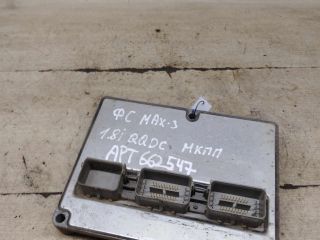 ФС МАХ-3
1.8i QQDC МКПП
АРТ 662547